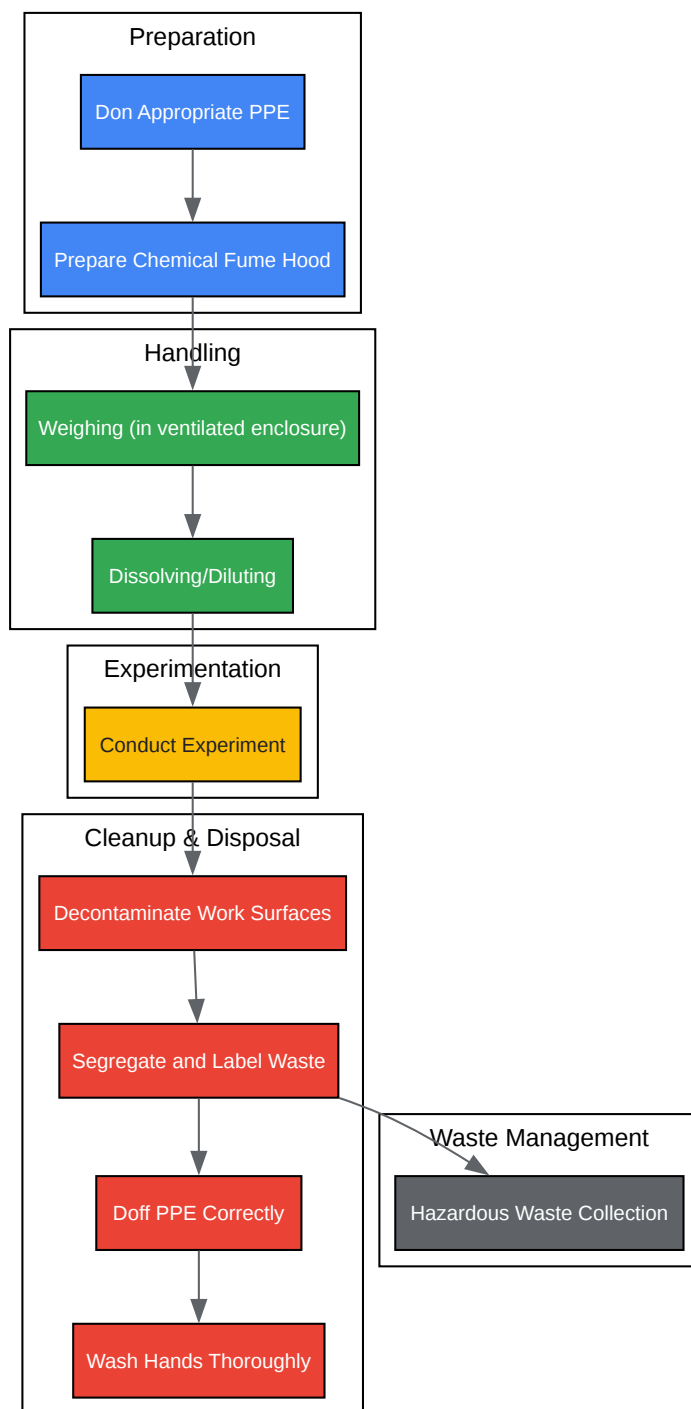 Preparation
Don Appropriate PPE
Prepare Chemical Fume Hood
Handling
Weighing (in ventilated enclosure)
Dissolving/Diluting
Experimentation
Conduct Experiment
Cleanup & Disposal
Decontaminate Work Surfaces
Segregate and Label Waste
Waste Management
Doff PPE Correctly
Hazardous Waste Collection
Wash Hands Thoroughly